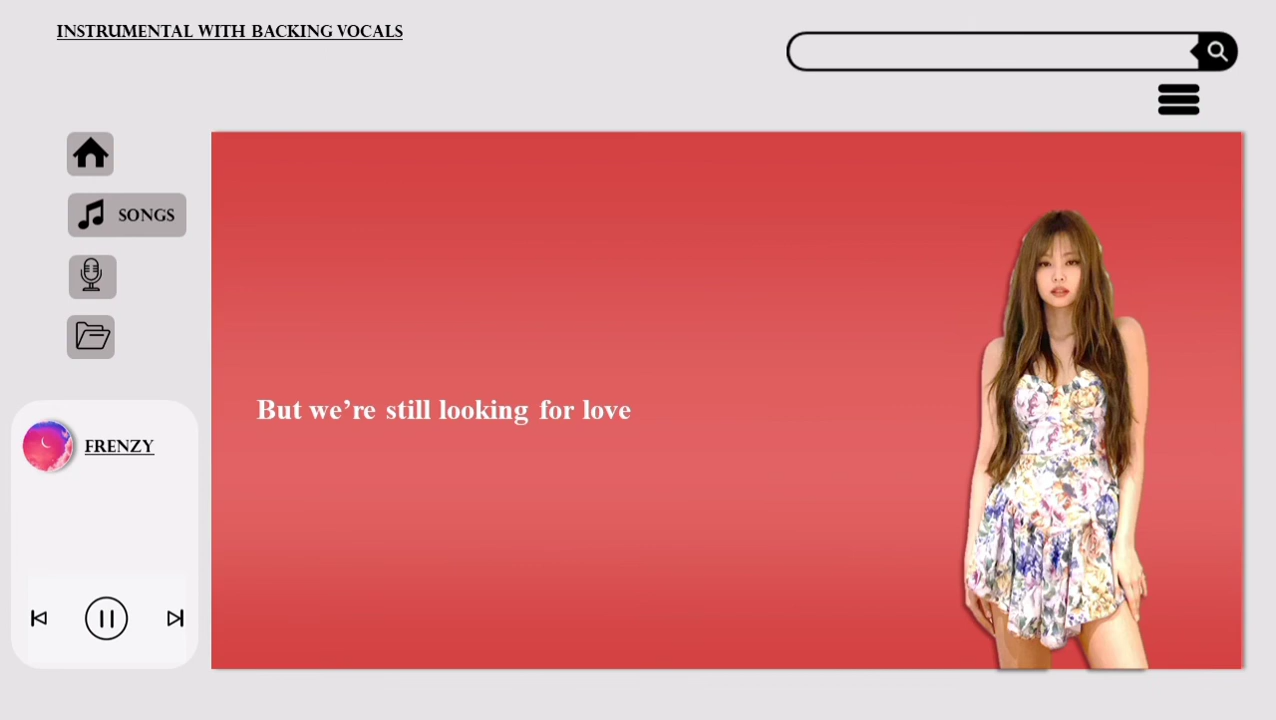 INSTRUMENTAL WITH BACKING VOCALS
SONGS
But we’re still looking for love
FRENZY